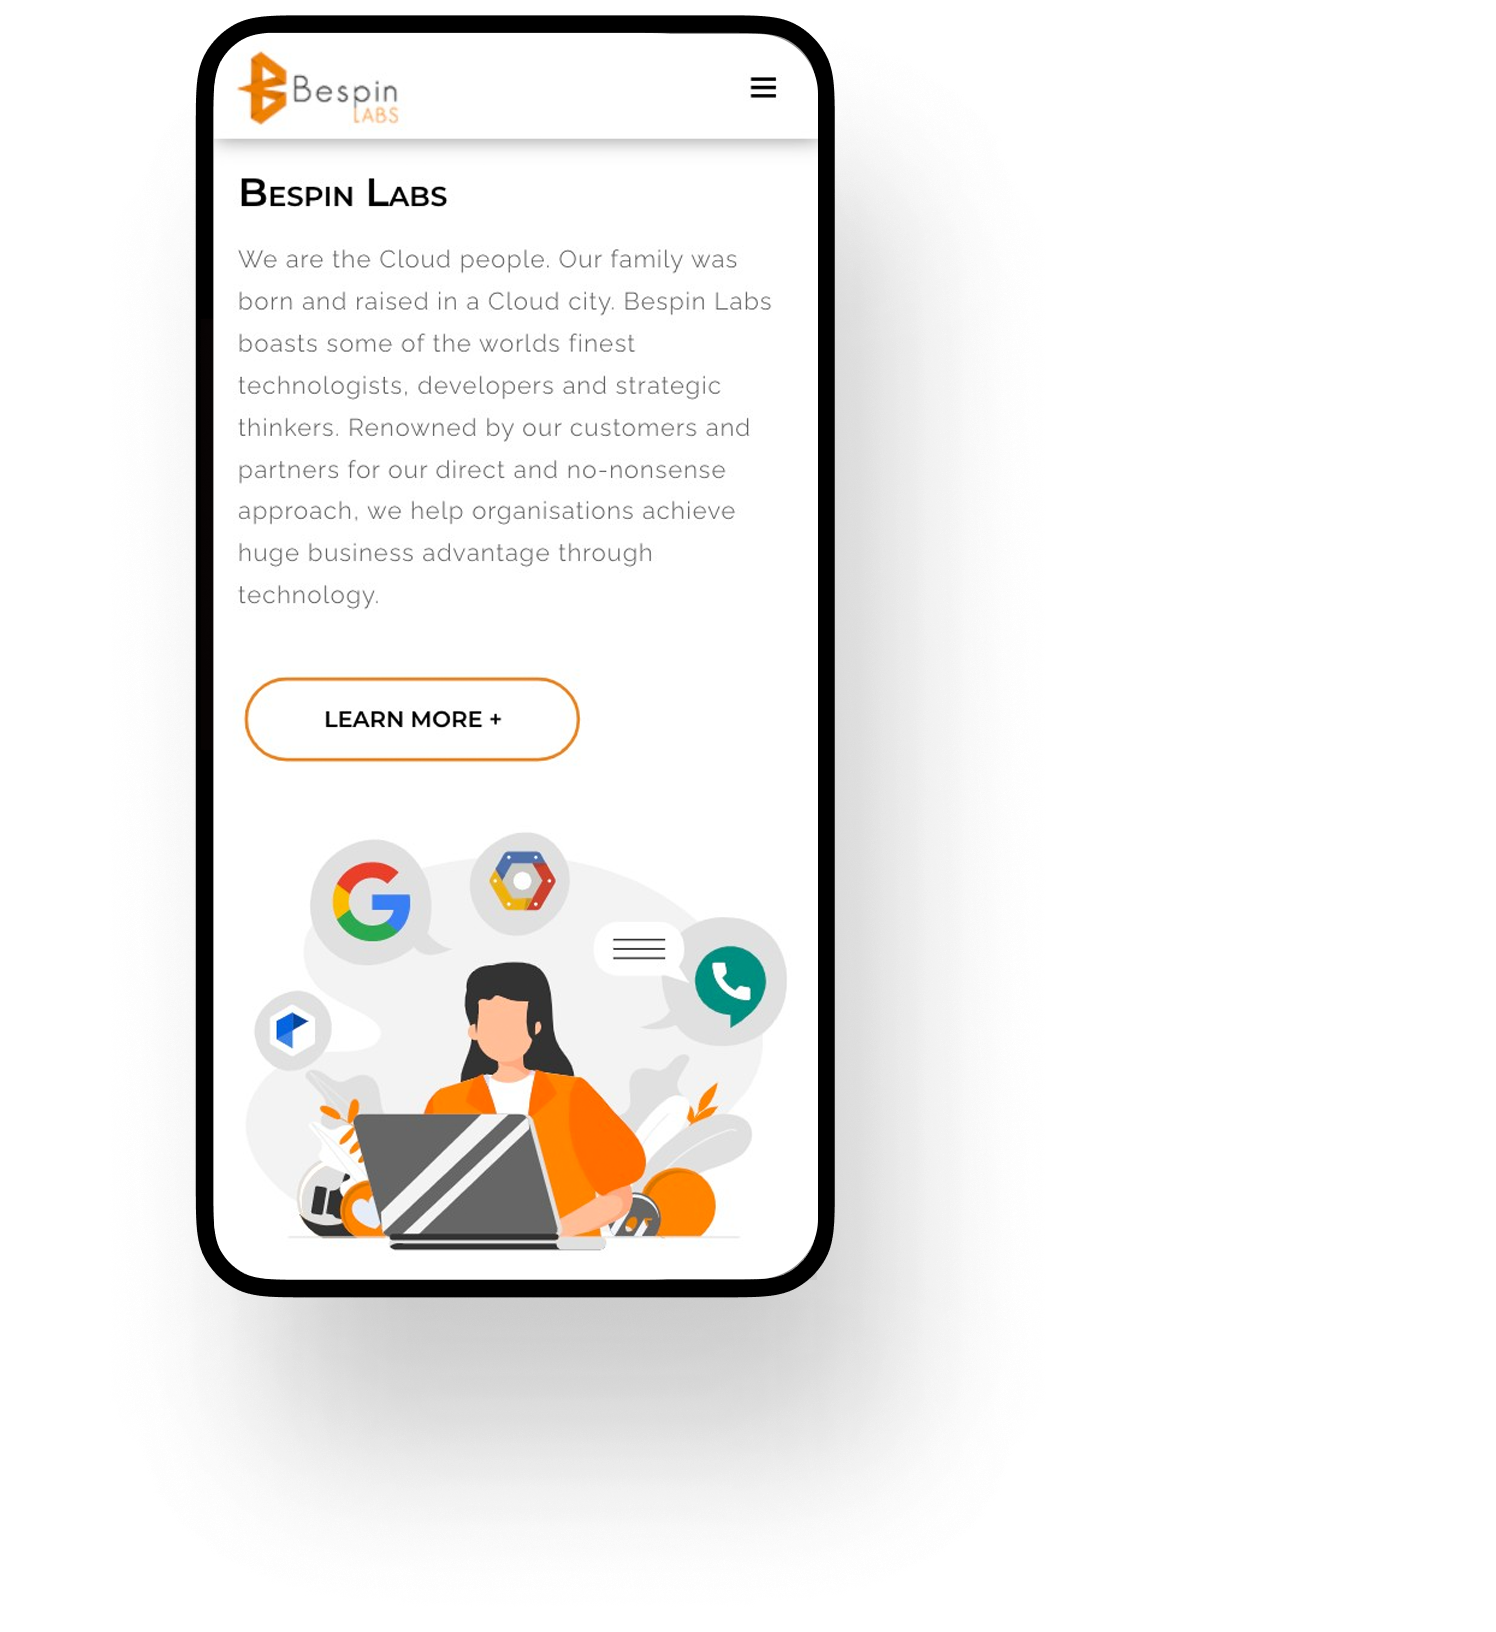 Bespin
LABS
Bespin Labs
We are the Cloud people. Our family was
born and raised in a Cloud city. Bespin Labs
boasts some of the worlds finest
technologists, developers and strategic
thinkers. Renowned by our customers and
partners for our direct and no-nonsense
approach, we help organisations achieve
huge business advantage through
technology.
LEARN MORE +
G